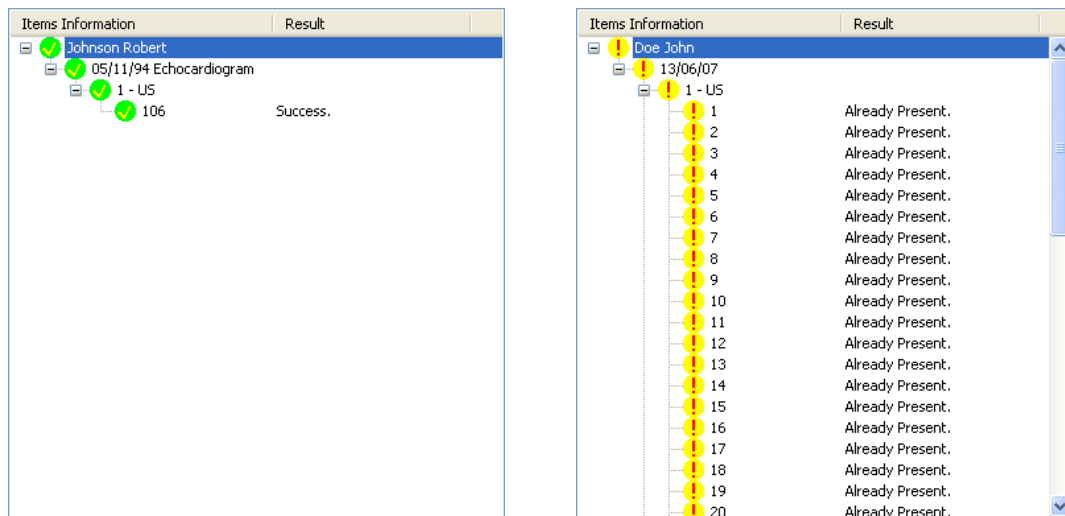 Items Information Result
Johnson Robert
05/11/94 Echocardiogram
1 - US
106 Success.
Items Information Result
Doe John
13/06/07
1 - US
1 Already Present.
2 Already Present.
3 Already Present.
4 Already Present.
5 Already Present.
6 Already Present.
7 Already Present.
8 Already Present.
9 Already Present.
10 Already Present.
11 Already Present.
12 Already Present.
13 Already Present.
14 Already Present.
15 Already Present.
16 Already Present.
17 Already Present.
18 Already Present.
19 Already Present.
20 Already Present.